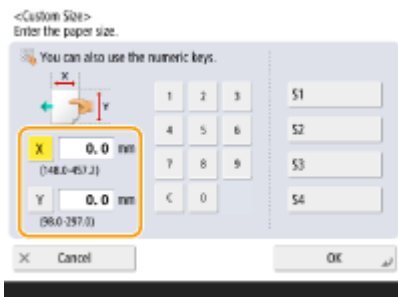 <Custom Size>
Enter the paper size.
You can also use the numeric keys.
X
Y
1 2 3 S1
4 5 6 S2
X 0. 0 mm
(148.0-457.2)
7 8 9 S3
Y 0. 0 mm
C 0 S4
(98.0-297.0)
× Cancel OK